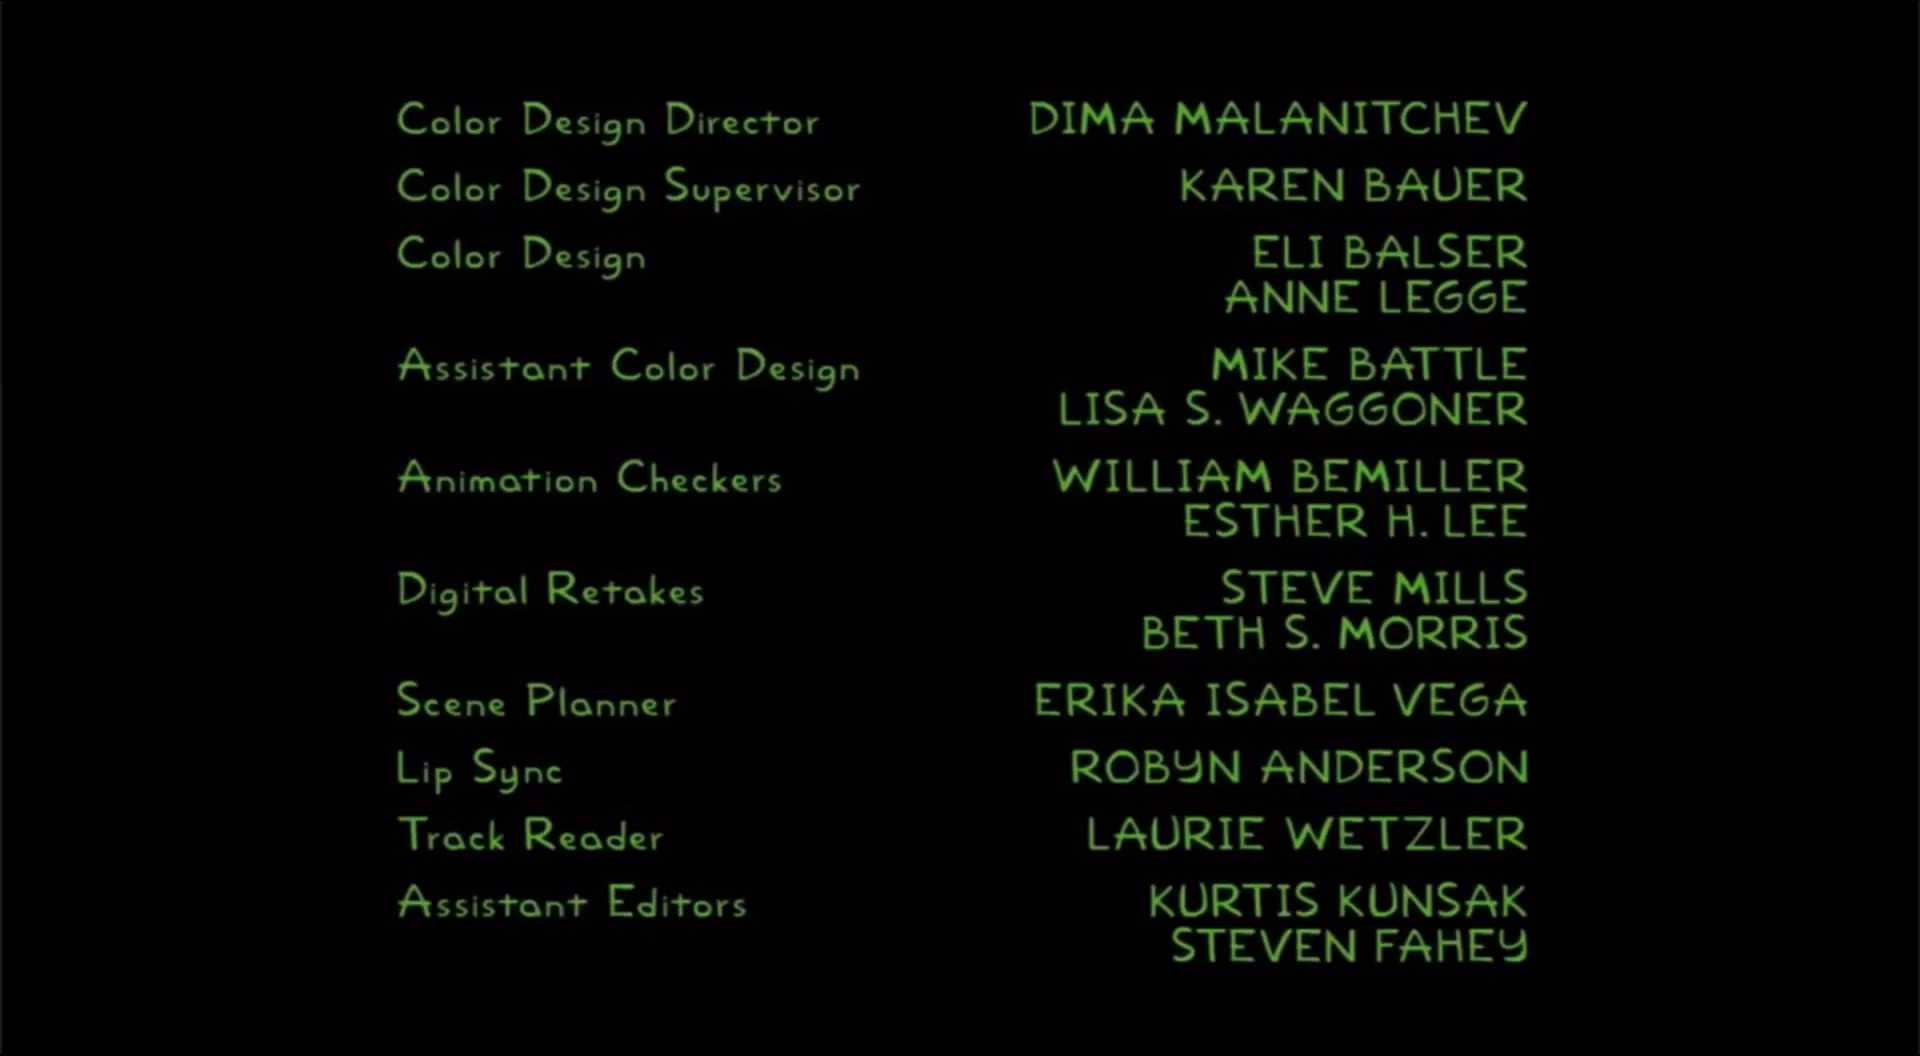 Color Design Director DIMA MALANITCHEV
Color Design Supervisor KAREN BAUER
Color Design ELI BALSER
ANNE LEGGE
Assistant Color Design MIKE BATTLE
LISA S. WAGGONER
Animation Checkers WILLIAM BEMILLER
ESTHER H. LEE
Digital Retakes STEVE MILLS
BETH S. MORRIS
Scene Planner ERIKA ISABEL VEGA
Lip Sync ROBYN ANDERSON
Track Reader LAURIE WETZLER
Assistant Editors KURTIS KUNSAK
STEVEN FAHEY